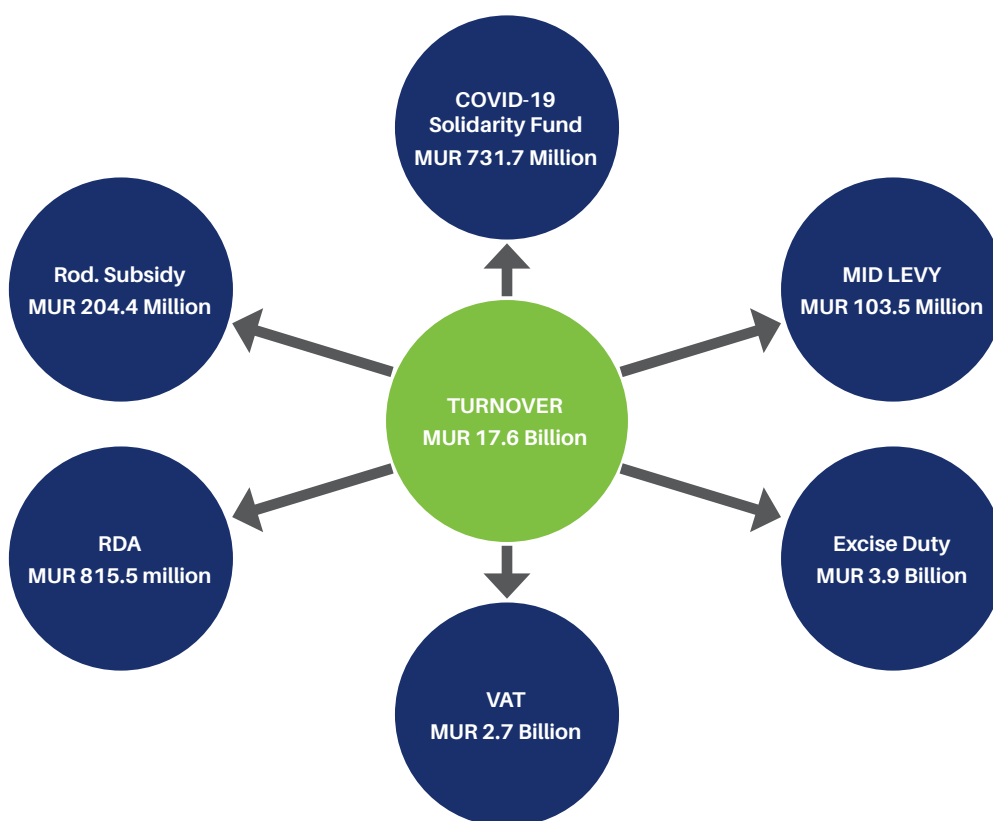 COVID-19
Solidarity Fund
MUR 731.7 Million
Rod. Subsidy
MUR 204.4 Million
MID LEVY
MUR 103.5 Million
TURNOVER
MUR 17.6 Billion
RDA
MUR 815.5 million
Excise Duty
MUR 3.9 Billion
VAT
MUR 2.7 Billion